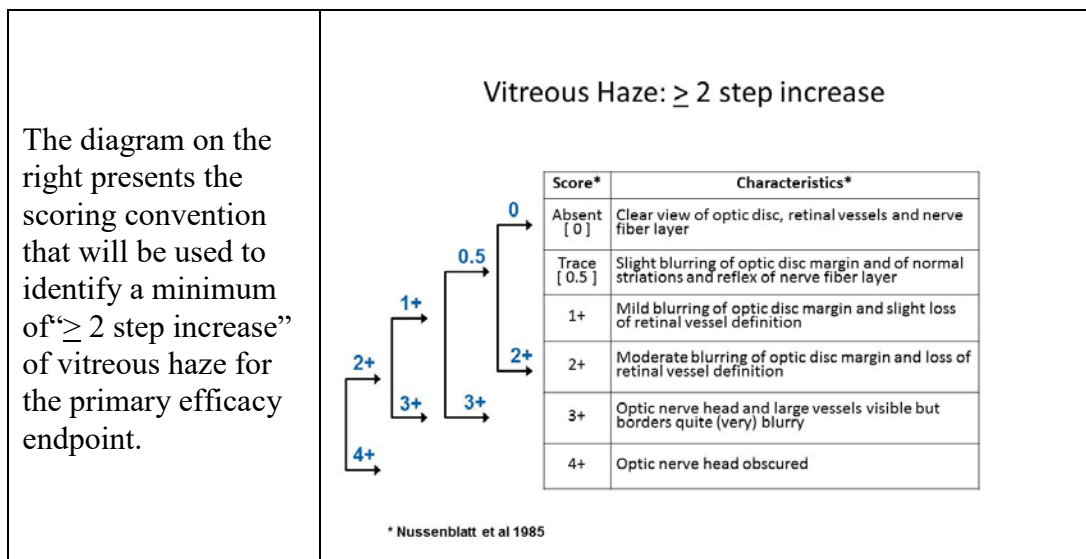 The diagram on the
right presents the
scoring convention
that will be used to
identify a minimum
of“≥ 2 step increase”
of vitreous haze for
the primary efficacy
endpoint.
Vitreous Haze: ≥ 2 step increase
0
0.5
1+
2+
2+
3+
3+
4+
Score* Characteristics*
Absent
[ 0 ]
Clear view of optic disc, retinal vessels and nerve
fiber layer
Trace
[ 0.5 ]
Slight blurring of optic disc margin and of normal
striations and reflex of nerve fiber layer
1+
Mild blurring of optic disc margin and slight loss
of retinal vessel definition
2+
Moderate blurring of optic disc margin and loss of
retinal vessel definition
3+
Optic nerve head and large vessels visible but
borders quite (very) blurry
4+
Optic nerve head obscured
* Nussenblatt et al 1985